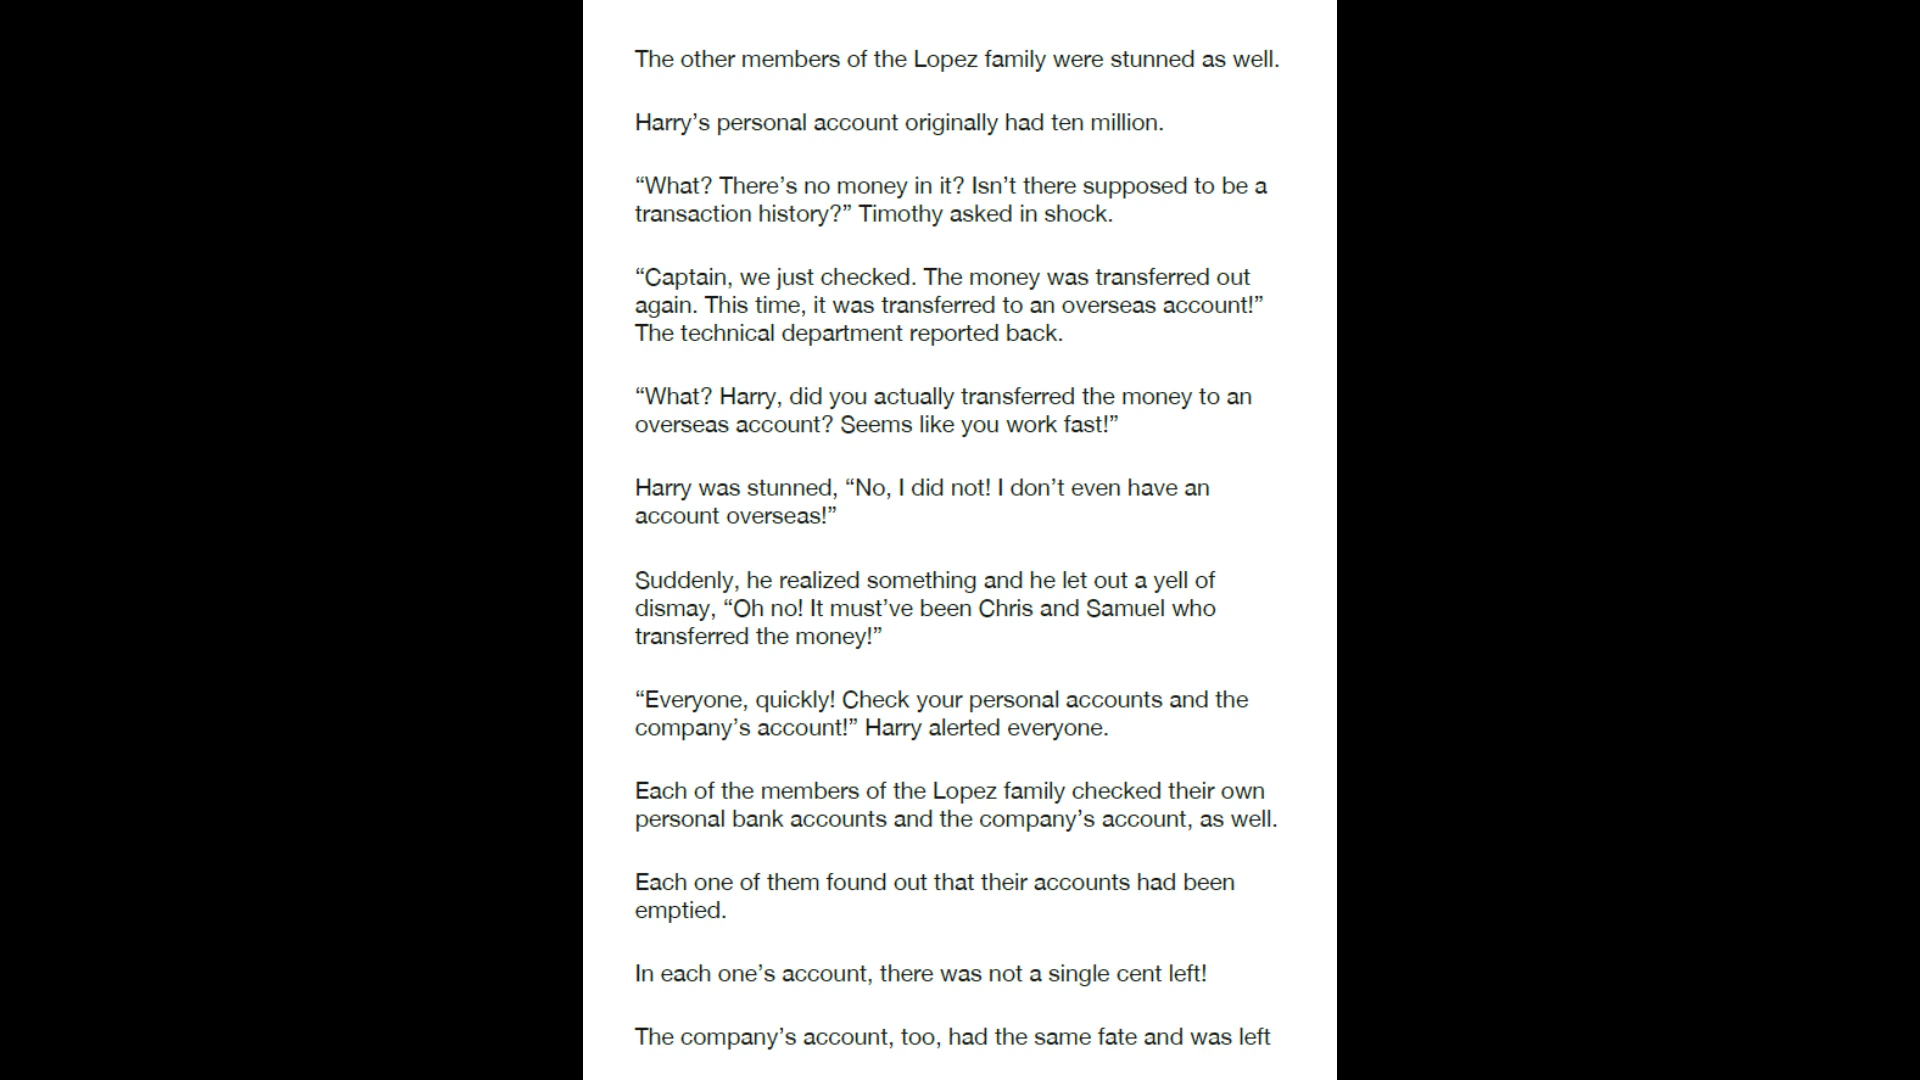 The other members of the Lopez family were stunned as well.
Harry’s personal account originally had ten million.
“What? There’s no money in it? Isn’t there supposed to be a
transaction history?” Timothy asked in shock.
“Captain, we just checked. The money was transferred out
again. This time, it was transferred to an overseas account!”
The technical department reported back.
“What? Harry, did you actually transferred the money to an
overseas account? Seems like you work fast!”
Harry was stunned, “No, I did not! I don’t even have an
account overseas!”
Suddenly, he realized something and he let out a yell of
dismay, “Oh no! It must’ve been Chris and Samuel who
transferred the money!”
“Everyone, quickly! Check your personal accounts and the
company’s account!” Harry alerted everyone.
Each of the members of the Lopez family checked their own
personal bank accounts and the company’s account, as well.
Each one of them found out that their accounts had been
emptied.
In each one’s account, there was not a single cent left!
The company’s account, too, had the same fate and was left